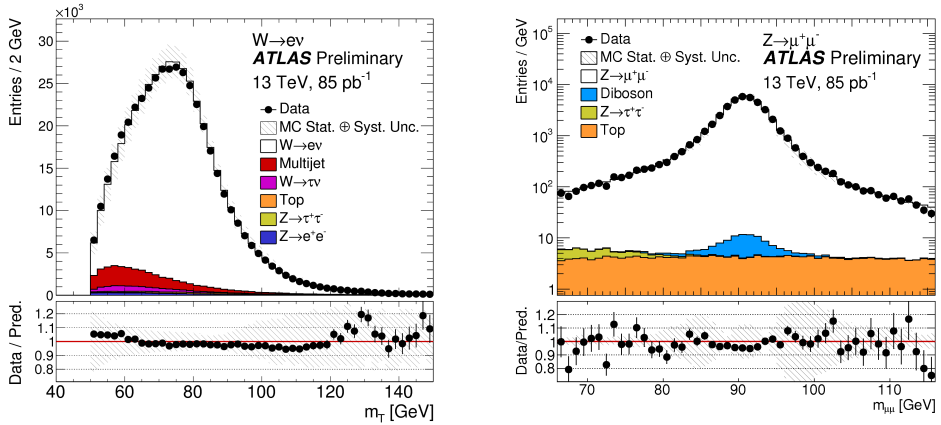 ×10³
Entries / 2 GeV
30
25
20
15
10
5
0
W→eν
ATLAS Preliminary
13 TeV, 85 pb⁻¹
Data
MC Stat. ⊕ Syst. Unc.
W→eν
Multijet
W→τν
Top
Z→τ⁺τ⁻
Z→e⁺e⁻
Data / Pred.
1.2
1.1
1
0.9
0.8
40 60 80 100 120 140
m_T [GeV]
Entries / GeV
10⁵
10⁴
10³
10²
10
1
Data
MC Stat. ⊕ Syst. Unc.
Z→μ⁺μ⁻
Diboson
Z→τ⁺τ⁻
Top
Z→μ⁺μ⁻
ATLAS Preliminary
13 TeV, 85 pb⁻¹
Data/Pred.
1.2
1.1
1
0.9
0.8
70 80 90 100 110
m_μμ [GeV]